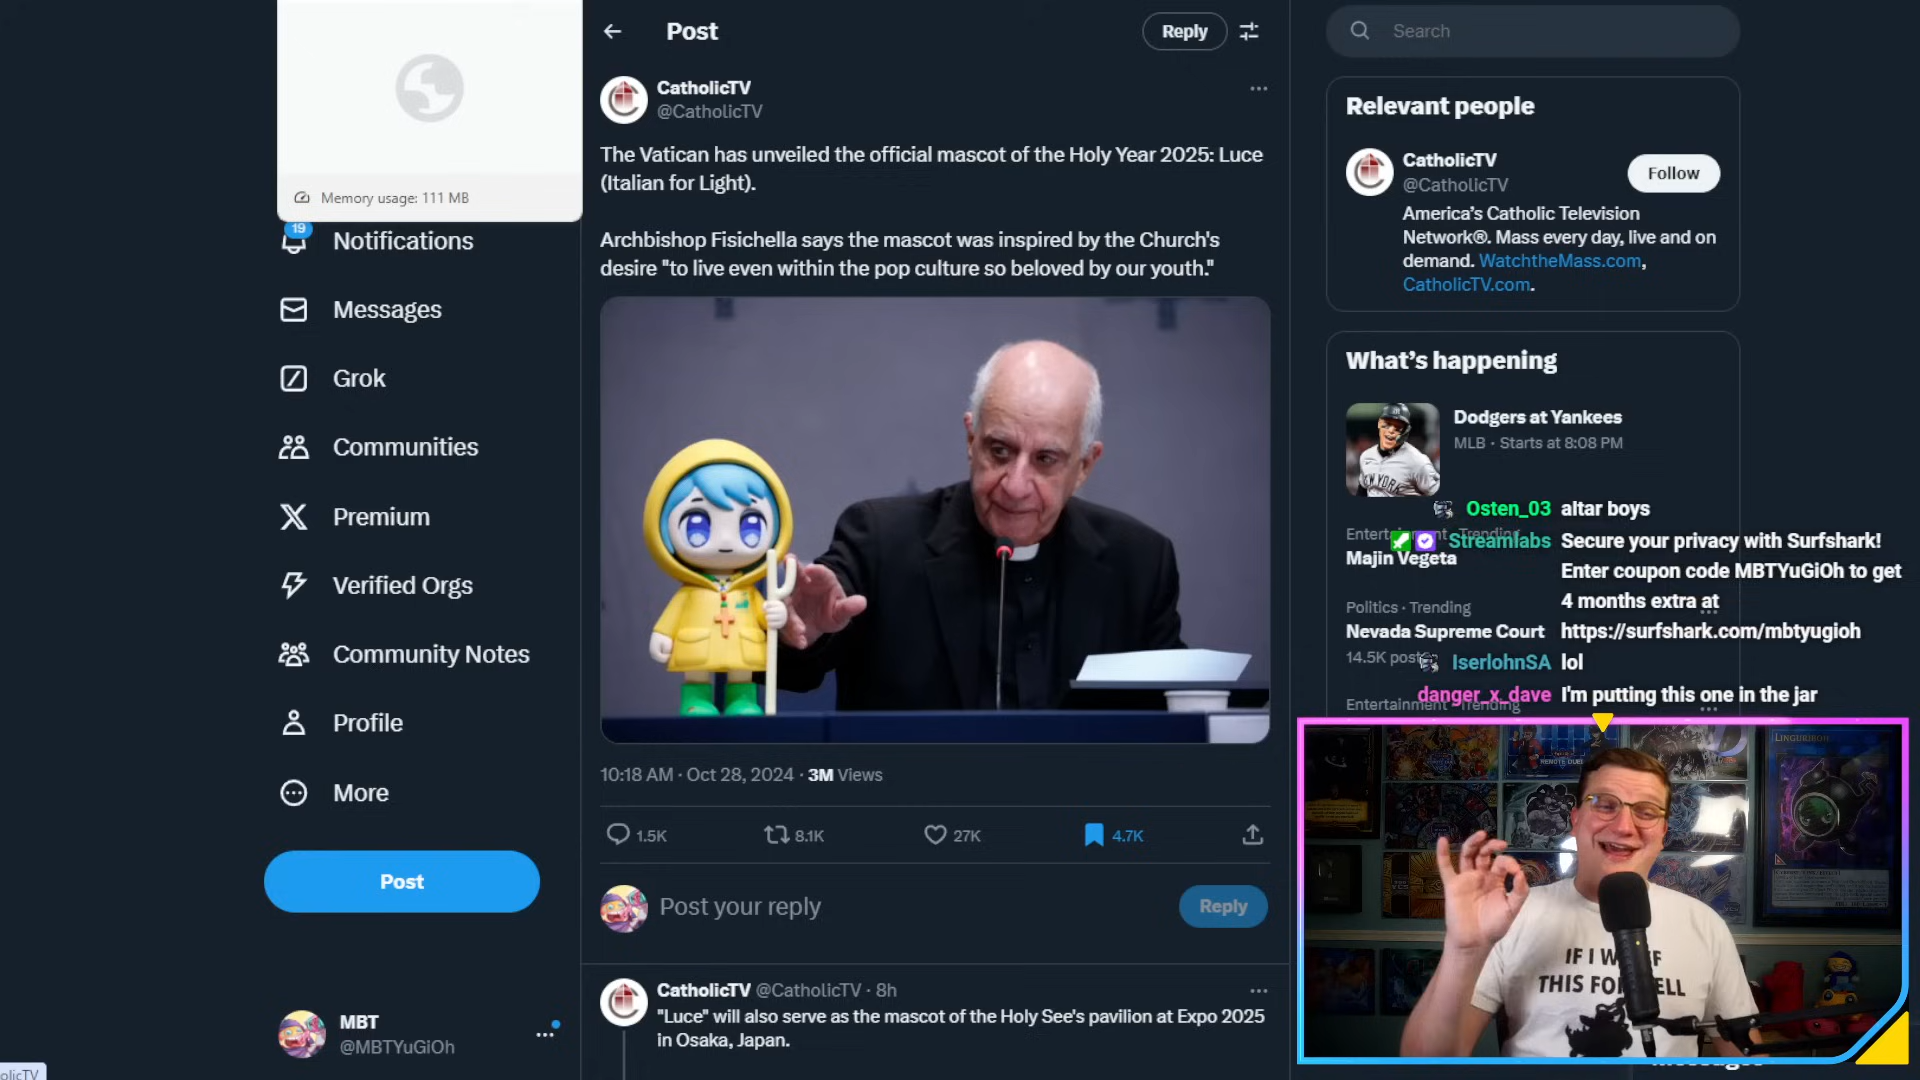 Memory usage: 111 MB
19
Notifications
Messages
Grok
Communities
Premium
Verified Orgs
Community Notes
Profile
More
Post
MBT
@MBTYuGiOh
olicTV
Post
Reply
CatholicTV
@CatholicTV
The Vatican has unveiled the official mascot of the Holy Year 2025: Luce
(Italian for Light).
Archbishop Fisichella says the mascot was inspired by the Church's
desire "to live even within the pop culture so beloved by our youth."
10:18 AM · Oct 28, 2024 · 3M Views
1.5K
8.1K
27K
4.7K
Post your reply
Reply
CatholicTV @CatholicTV · 8h
"Luce" will also serve as the mascot of the Holy See's pavilion at Expo 2025
in Osaka, Japan.
Search
Relevant people
CatholicTV
@CatholicTV
Follow
America's Catholic Television
Network®. Mass every day, live and on
demand. WatchtheMass.com,
CatholicTV.com.
What's happening
Dodgers at Yankees
MLB · Starts at 8:08 PM
Trending
Majin Vegeta
Politics · Trending
Nevada Supreme Court
14.5K posts
Entertainment · Trending
Osten_03 altar boys
Streamlabs Secure your privacy with Surfshark!
Enter coupon code MBTYuGiOh to get
4 months extra at
https://surfshark.com/mbtyugioh
IserlohnSA lol
danger_x_dave I'm putting this one in the jar
LINGURIBOH
REMOTE DUEL
IF I
THIS